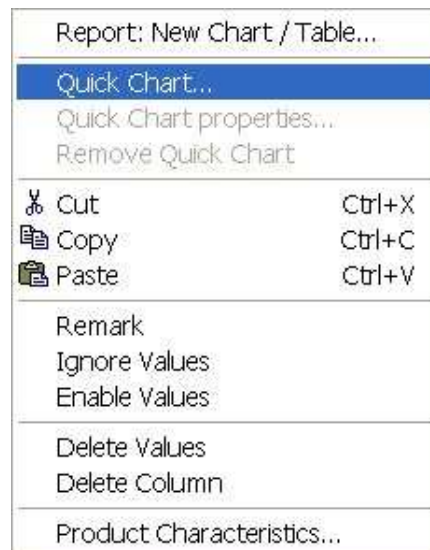 Report: New Chart / Table...
Quick Chart...
Quick Chart properties...
Remove Quick Chart
Cut Ctrl+X
Copy Ctrl+C
Paste Ctrl+V
Remark
Ignore Values
Enable Values
Delete Values
Delete Column
Product Characteristics...